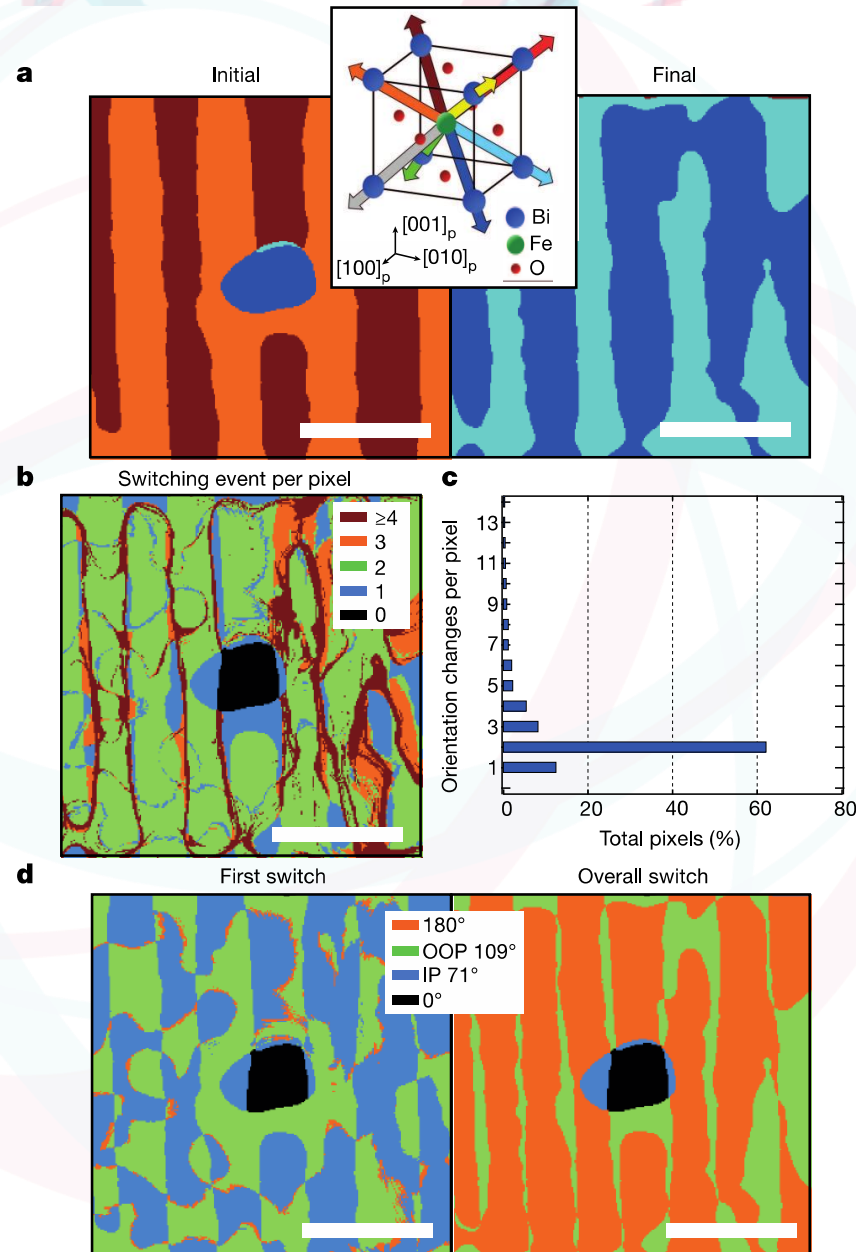 a
Initial
Final
[001]ₚ
[100]ₚ
[010]ₚ
Bi
Fe
O
b
Switching event per pixel
≥4
3
2
1
0
c
Orientation changes per pixel
13
11
9
7
5
3
1
0 20 40 60 80
Total pixels (%)
d
First switch
Overall switch
180°
OOP 109°
IP 71°
0°